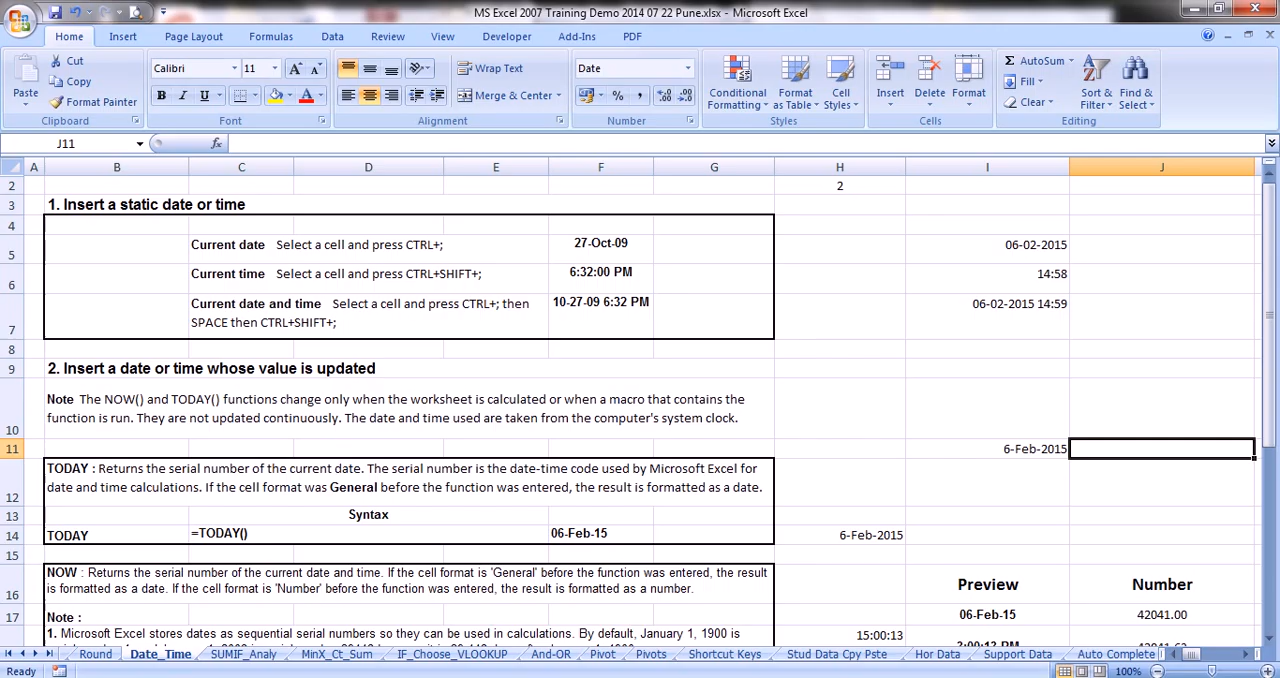 MS Excel 2007 Training Demo 2014 07 22 Pune.xlsx - Microsoft Excel
Home Insert Page Layout Formulas Data Review View Developer Add-Ins PDF
Paste Cut Copy Format Painter
Calibri 11
B I U
Wrap Text
Merge & Center
Date
% ,
Conditional Formatting Format as Table Cell Styles
Insert Delete Format
AutoSum Fill Clear
Sort & Filter Find & Select
Clipboard Font Alignment Number Styles Cells Editing
J11 fx
A B C D E F G H I J
2 2
3 1. Insert a static date or time
4
5 Current date Select a cell and press CTRL+; 27-Oct-09 06-02-2015
6 Current time Select a cell and press CTRL+SHIFT+; 6:32:00 PM 14:58
Current date and time Select a cell and press CTRL+; then 10-27-09 6:32 PM 06-02-2015 14:59
7 SPACE then CTRL+SHIFT+;
8
9 2. Insert a date or time whose value is updated
Note The NOW() and TODAY() functions change only when the worksheet is calculated or when a macro that contains the
10 function is run. They are not updated continuously. The date and time used are taken from the computer's system clock.
11 6-Feb-2015
TODAY : Returns the serial number of the current date. The serial number is the date-time code used by Microsoft Excel for
12 date and time calculations. If the cell format was General before the function was entered, the result is formatted as a date.
13 Syntax
14 TODAY =TODAY() 06-Feb-15 6-Feb-2015
15
NOW : Returns the serial number of the current date and time. If the cell format is 'General' before the function was entered, the result
16 is formatted as a date. If the cell format is 'Number' before the function was entered, the result is formatted as a number. Preview Number
17 Note : 06-Feb-15 42041.00
1. Microsoft Excel stores dates as sequential serial numbers so they can be used in calculations. By default, January 1, 1900 is 15:00:13
Round Date_Time SUMIF_Analy MinX_Ct_Sum IF_Choose_VLOOKUP And-OR Pivot Pivots Shortcut Keys Stud Data Cpy Paste Hor Data Support Data Auto Complete
Ready 100%